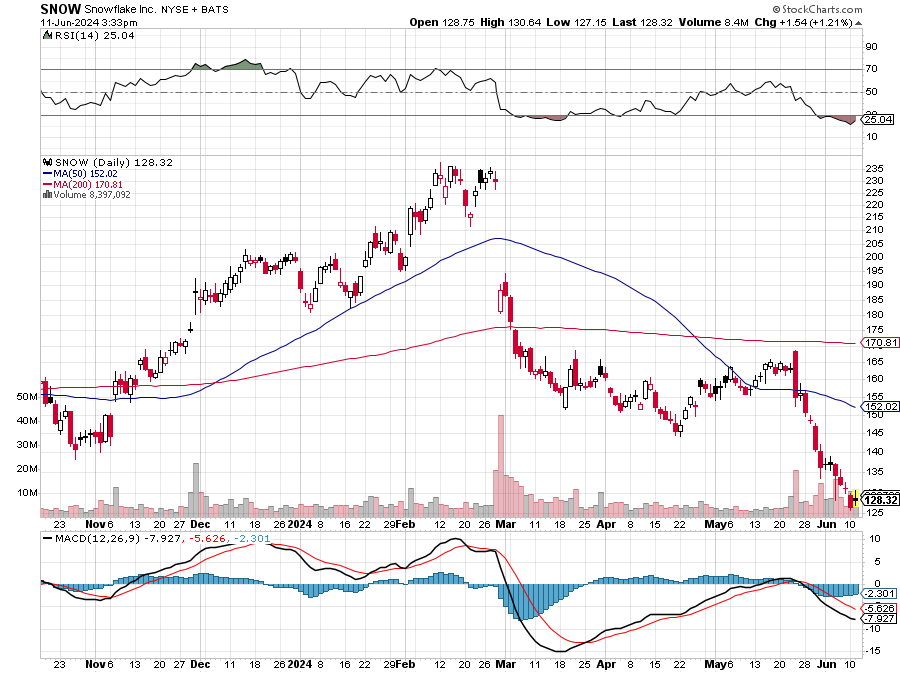 SNOW Snowflake Inc. NYSE + BATS
© StockCharts.com
11-Jun-2024 3:33pm
Open 128.75 High 130.64 Low 127.15 Last 128.32 Volume 8.4M Chg +1.54 (+1.21%)
RSI(14) 25.04
90
70
50
30
25.04
10
SNOW (Daily) 128.32
MA(50) 152.02
MA(200) 170.81
Volume 8,397,092
235
230
225
220
215
210
205
200
195
190
185
180
175
170.81
165
160
155
152.02
150
145
140
135
128.32
125
50M
40M
30M
20M
10M
23 Nov 6 13 20 27 Dec 11 18 26 2024 8 16 22 29 Feb 12 20 26 Mar 11 18 25 Apr 8 15 22 May 6 13 20 28 Jun 10
MACD(12,26,9) -7.927, -5.626, -2.301
10
5
0
-2.301
-5.626
-7.927
-10
-15
23 Nov 6 13 20 27 Dec 11 18 26 2024 8 16 22 29 Feb 12 20 26 Mar 11 18 25 Apr 8 15 22 May 6 13 20 28 Jun 10